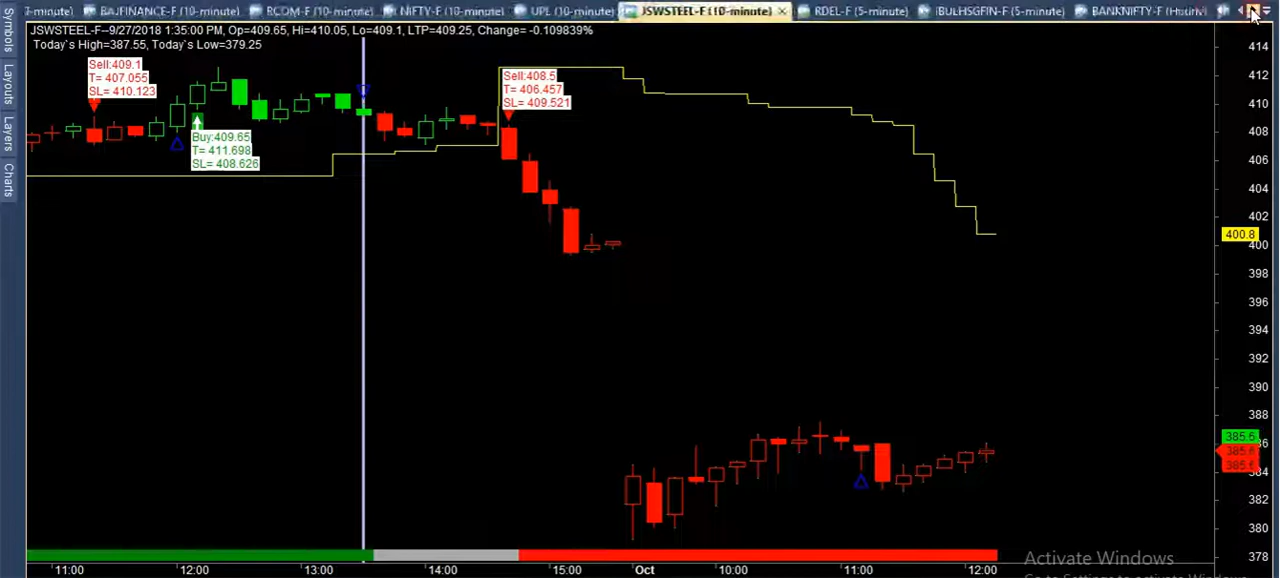 7-minute)
BAJFINANCE-F (10-minute)
RCOM-F (10-minute)
NIFTY-F (10-minute)
UPL (10-minute)
JSWSTEEL-F (10-minute)
RDEL-F (5-minute)
IBULHSGFIN-F (5-minute)
BANKNIFTY-F (Hourly
Symbols
Layouts
Layers
Charts
JSWSTEEL-F--9/27/2018 1:35:00 PM, Op=409.65, Hi=410.05, Lo=409.1, LTP=409.25, Change= -0.109839%
Today`s High=387.55, Today`s Low=379.25
Sell:409.1
T= 407.055
SL= 410.123
Buy:409.65
T= 411.698
SL= 408.626
Sell:408.5
T= 406.457
SL= 409.521
414
412
410
408
406
404
402
400.8
400
398
396
394
392
390
388
385.5
384
382
380
378
11:00
12:00
13:00
14:00
15:00
Oct
10:00
11:00
12:00
Activate Windows